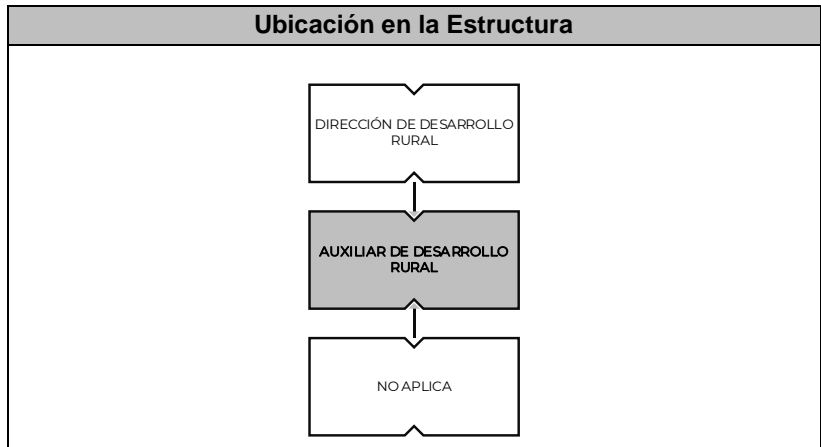 Ubicación en la Estructura
DIRECCIÓN DE DESARROLLO
RURAL
AUXILIAR DE DESARROLLO
RURAL
NO APLICA